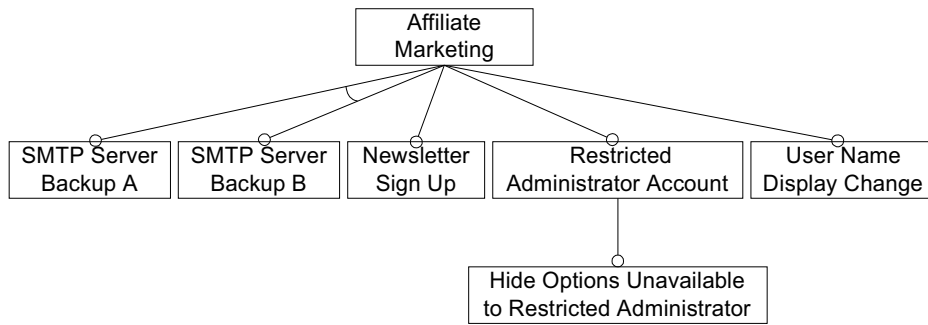 Affiliate
Marketing
SMTP Server
Backup A
SMTP Server
Backup B
Newsletter
Sign Up
Restricted
Administrator Account
User Name
Display Change
Hide Options Unavailable
to Restricted Administrator